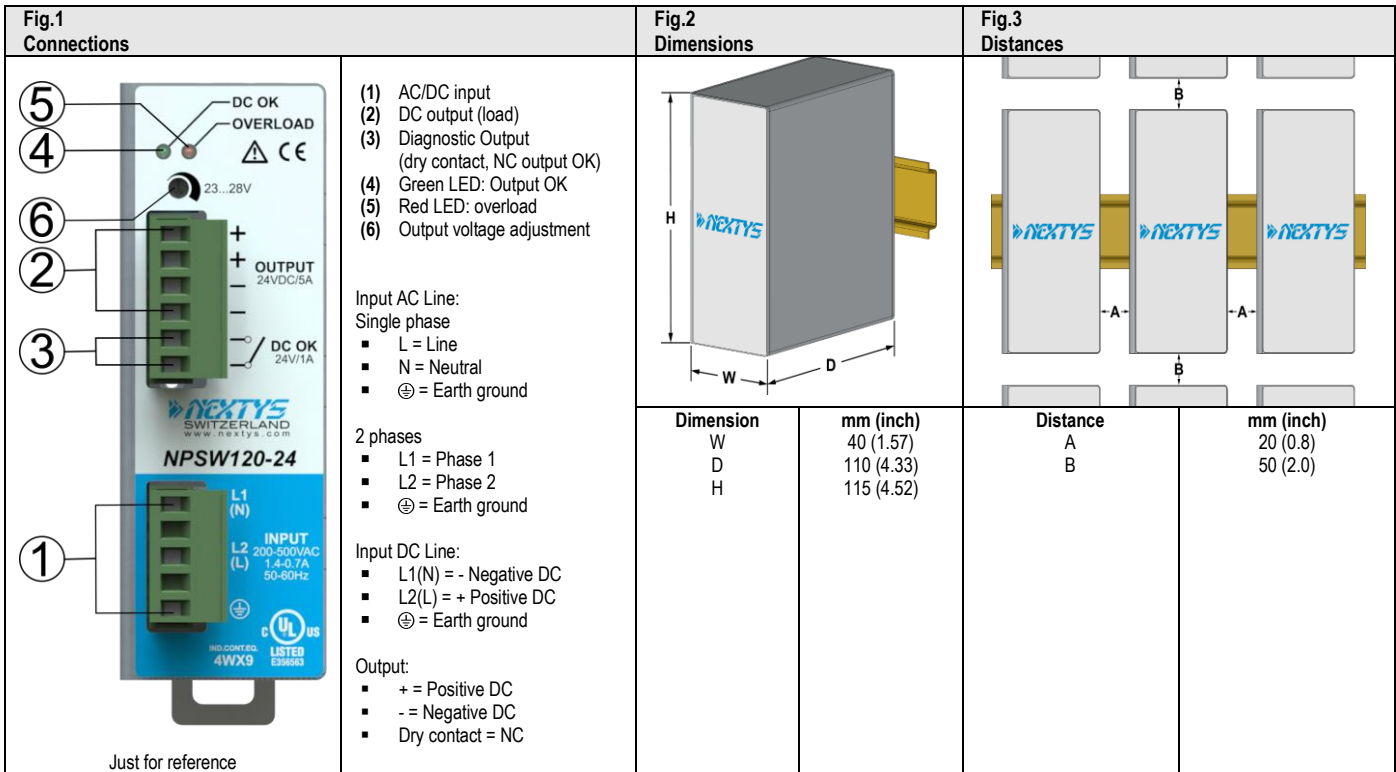 Fig.1
Connections
Fig.2
Dimensions
Fig.3
Distances
5
4
6
2
3
1
DC OK
OVERLOAD
CE
23...28V
+
+
−
−
OUTPUT
24VDC/5A
DC OK
24V/1A
NEXTYS
SWITZERLAND
www.nextys.com
NPSW120-24
L1
(N)
L2
(L)
INPUT
200-500VAC
1.4-0.7A
50-60Hz
C UL US
LISTED
E356563
IND.CONT.EQ.
4WX9
Just for reference
(1) AC/DC input
(2) DC output (load)
(3) Diagnostic Output
(dry contact, NC output OK)
(4) Green LED: Output OK
(5) Red LED: overload
(6) Output voltage adjustment
Input AC Line:
Single phase
▪ L = Line
▪ N = Neutral
▪ ⏚ = Earth ground
2 phases
▪ L1 = Phase 1
▪ L2 = Phase 2
▪ ⏚ = Earth ground
Input DC Line:
▪ L1(N) = - Negative DC
▪ L2(L) = + Positive DC
▪ ⏚ = Earth ground
Output:
▪ + = Positive DC
▪ - = Negative DC
▪ Dry contact = NC
H
NEXTYS
W
D
Dimension mm (inch)
W 40 (1.57)
D 110 (4.33)
H 115 (4.52)
B
NEXTYS
NEXTYS
NEXTYS
A
A
B
Distance mm (inch)
A 20 (0.8)
B 50 (2.0)